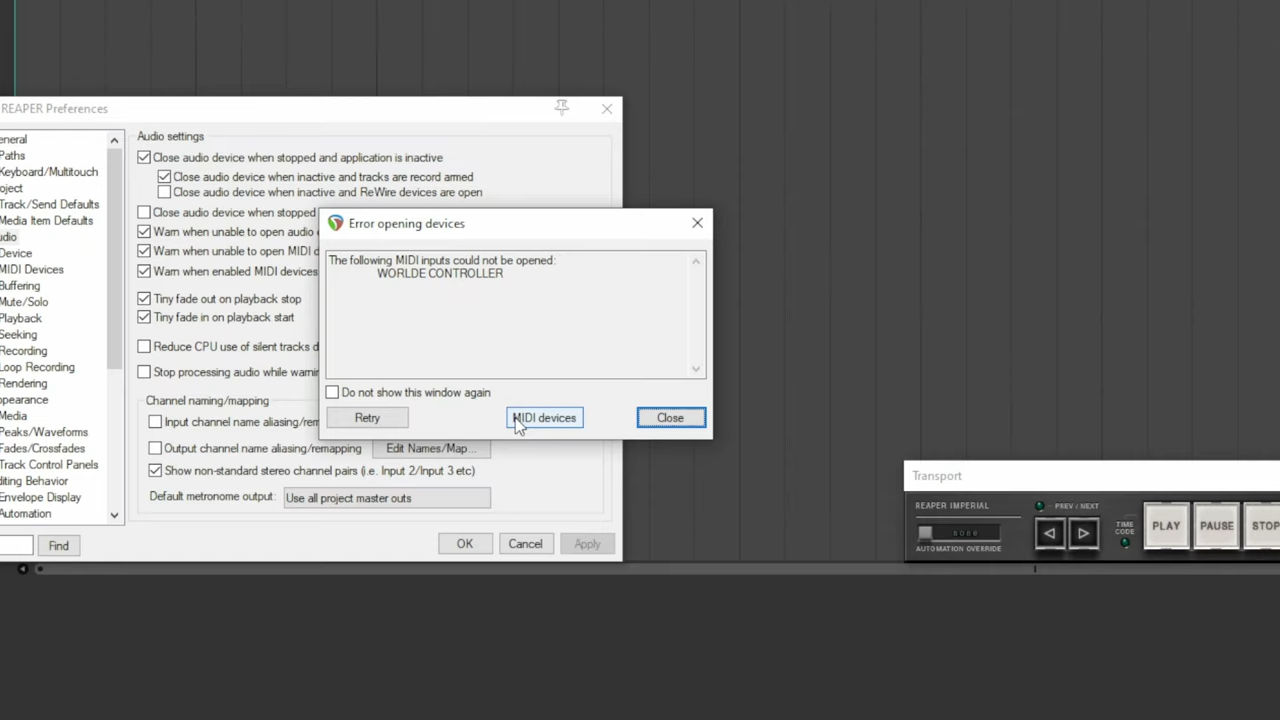 REAPER Preferences
eneral
Paths
Keyboard/Multitouch
oject
Track/Send Defaults
Media Item Defaults
udio
Device
MIDI Devices
Buffering
Mute/Solo
Playback
Seeking
Recording
Loop Recording
Rendering
pearance
Media
Peaks/Waveforms
Fades/Crossfades
Track Control Panels
diting Behavior
Envelope Display
Automation
Find
Audio settings
Close audio device when stopped and application is inactive
Close audio device when inactive and tracks are record armed
Close audio device when inactive and ReWire devices are open
Close audio device when stopped
Warn when unable to open audio
Warn when unable to open MIDI d
Warn when enabled MIDI devices
Tiny fade out on playback stop
Tiny fade in on playback start
Reduce CPU use of silent tracks d
Stop processing audio while warni
Channel naming/mapping
Input channel name aliasing/rem
Output channel name aliasing/remapping
Edit Names/Map...
Show non-standard stereo channel pairs (i.e. Input 2/Input 3 etc)
Default metronome output:
Use all project master outs
OK
Cancel
Apply
Error opening devices
The following MIDI inputs could not be opened:
WORLDE CONTROLLER
Do not show this window again
Retry
MIDI devices
Close
Transport
REAPER IMPERIAL
none
AUTOMATION OVERRIDE
PREV / NEXT
TIME
CODE
PLAY
PAUSE
STOP